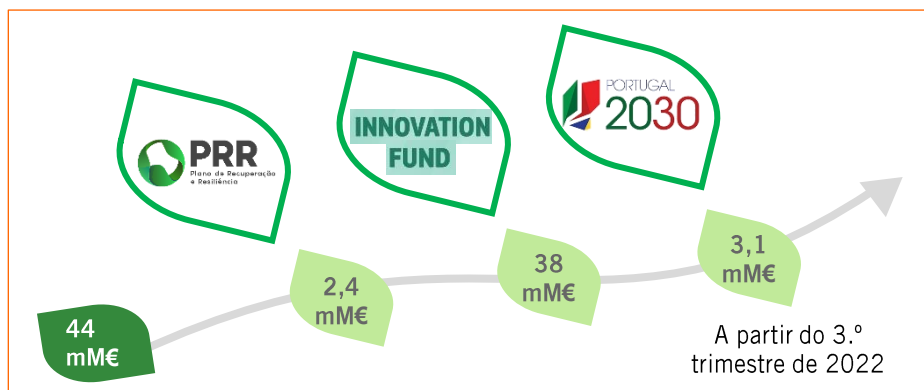 PRR
Plano de Recuperação
e Resiliência
INNOVATION
FUND
PORTUGAL
2030
44
mM€
2,4
mM€
38
mM€
3,1
mM€
A partir do 3.º
trimestre de 2022